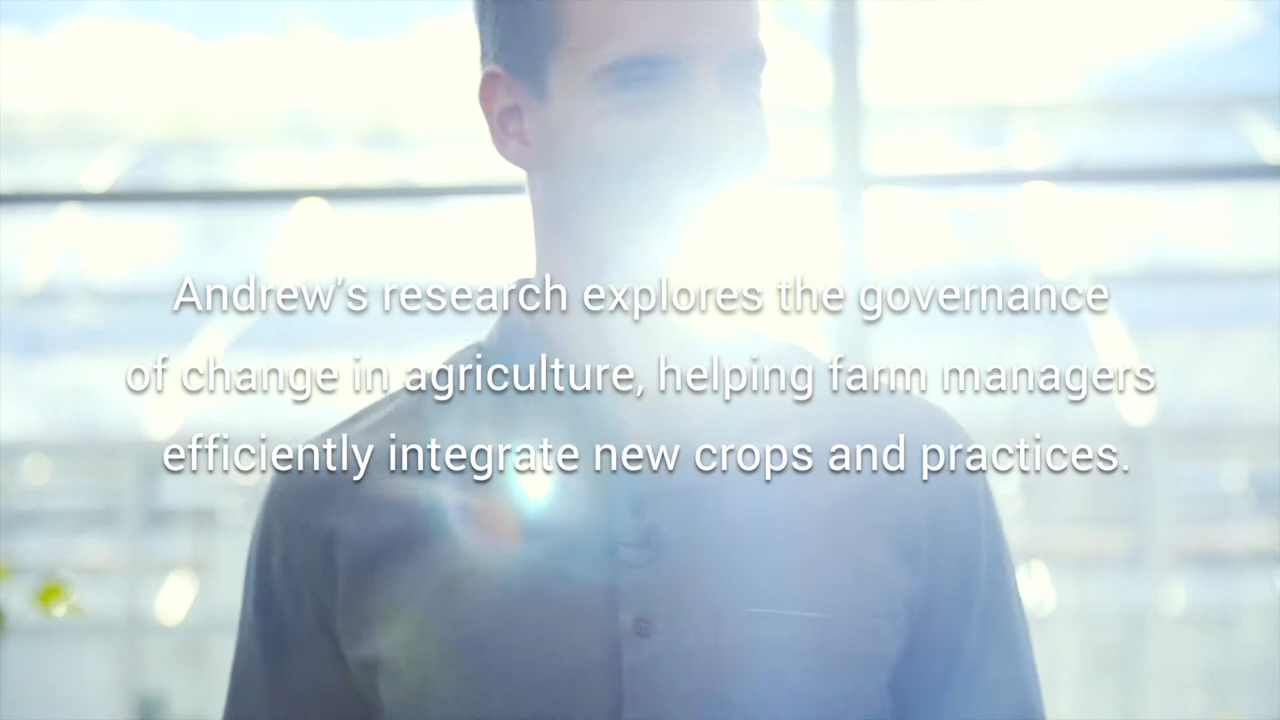 Andrew's research explores the governance
of change in agriculture, helping farm managers
efficiently integrate new crops and practices.